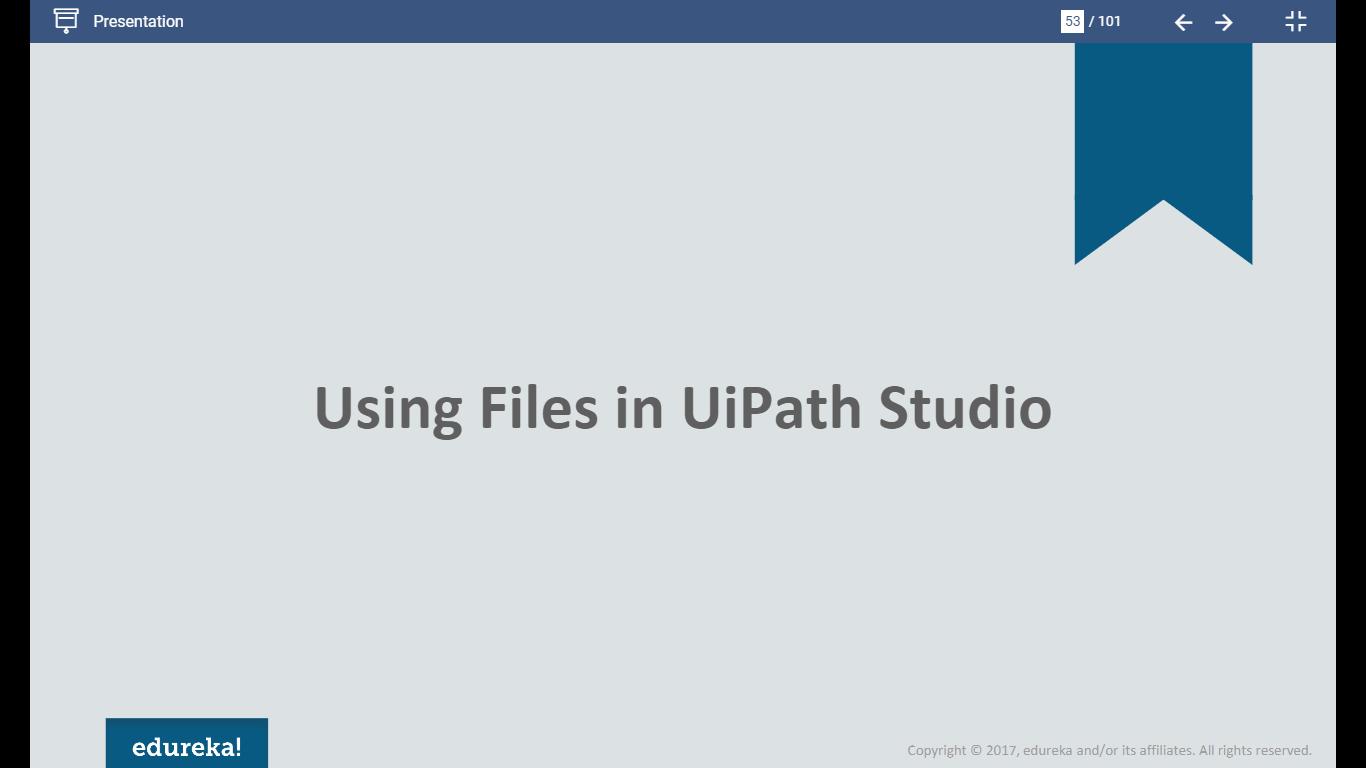 Presentation
53 / 101
Using Files in UiPath Studio
edureka!
Copyright © 2017, edureka and/or its affiliates. All rights reserved.